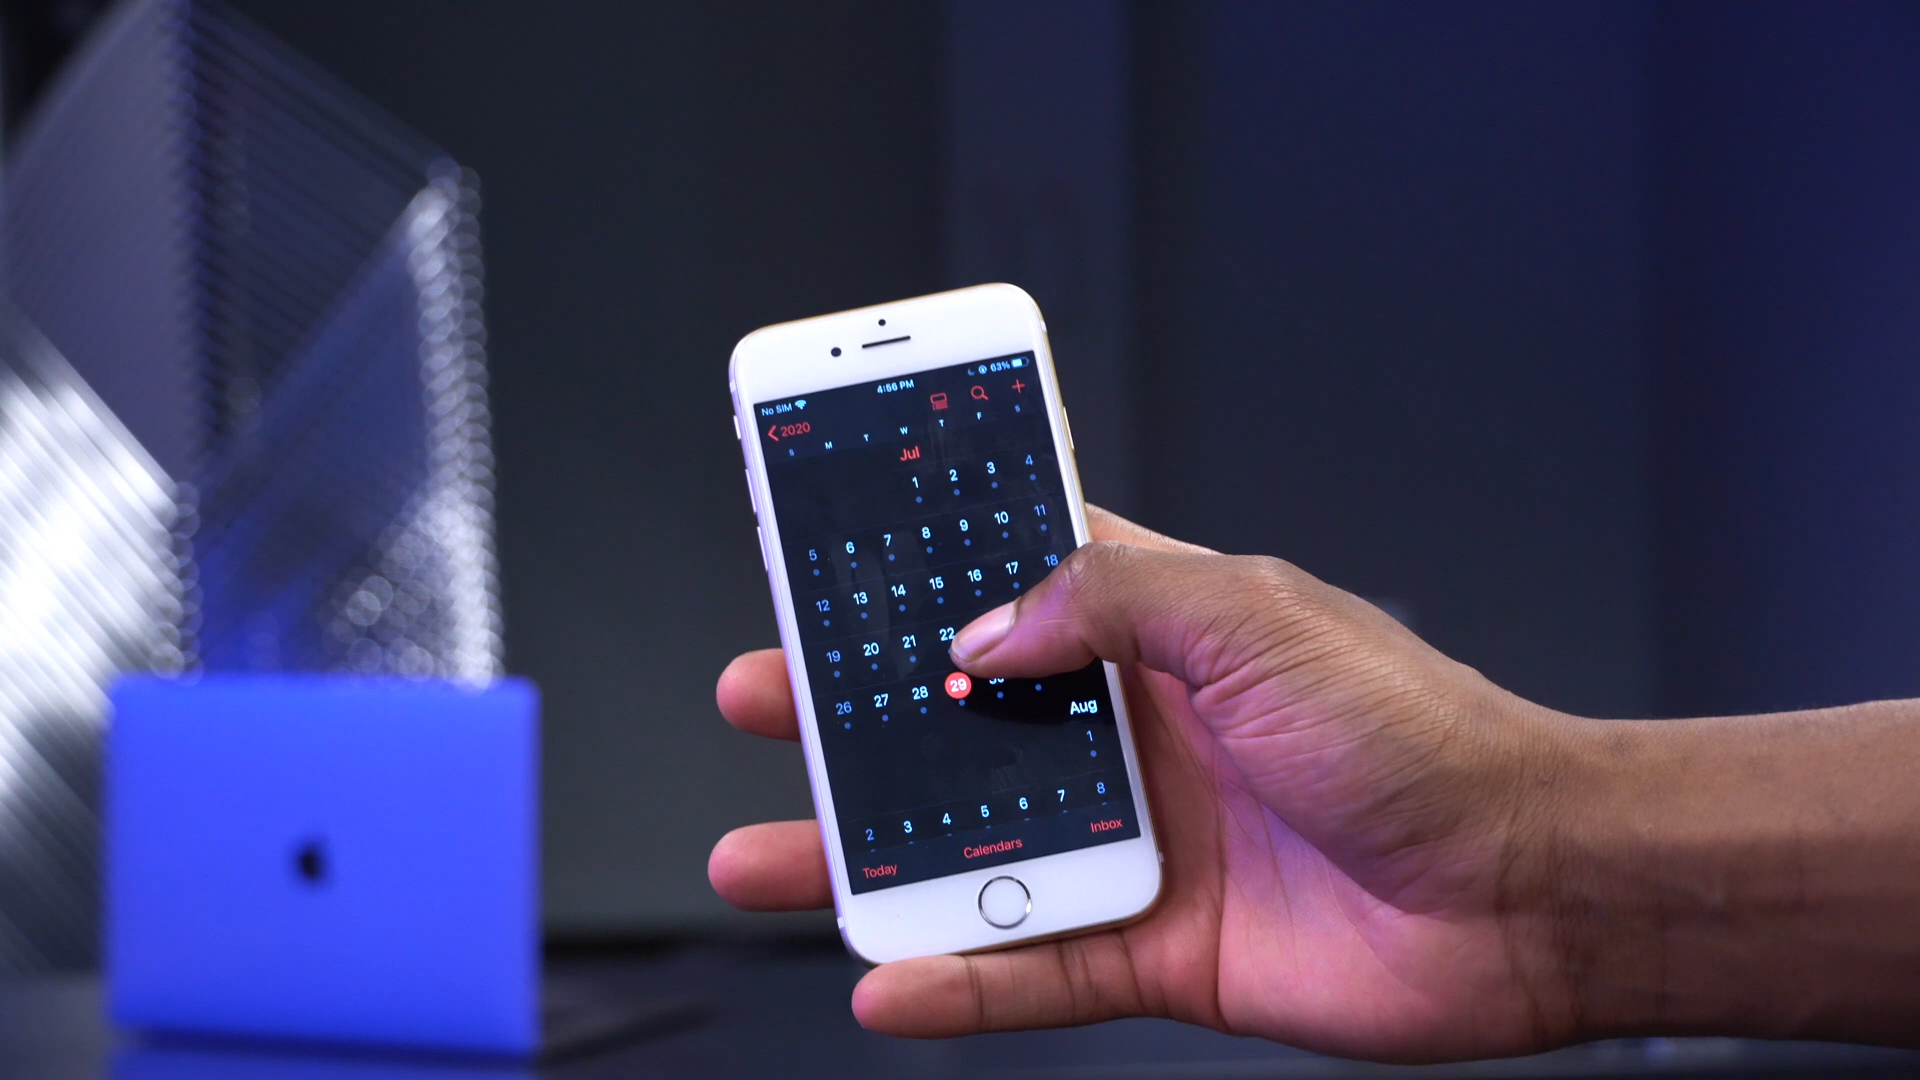 No SIM 4:56 PM 63%
2020
S M T W T F S
Jul
1 2 3 4
5 6 7 8 9 10 11
12 13 14 15 16 17 18
19 20 21 22
26 27 28 29
Aug
1
2 3 4 5 6 7 8
Today Calendars Inbox